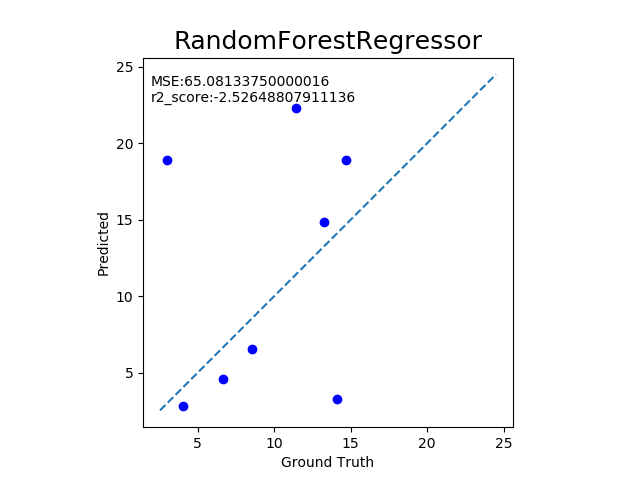 RandomForestRegressor
MSE:65.08133750000016
r2_score:-2.52648807911136
25
20
15
10
5
Predicted
5
10
15
20
25
Ground Truth